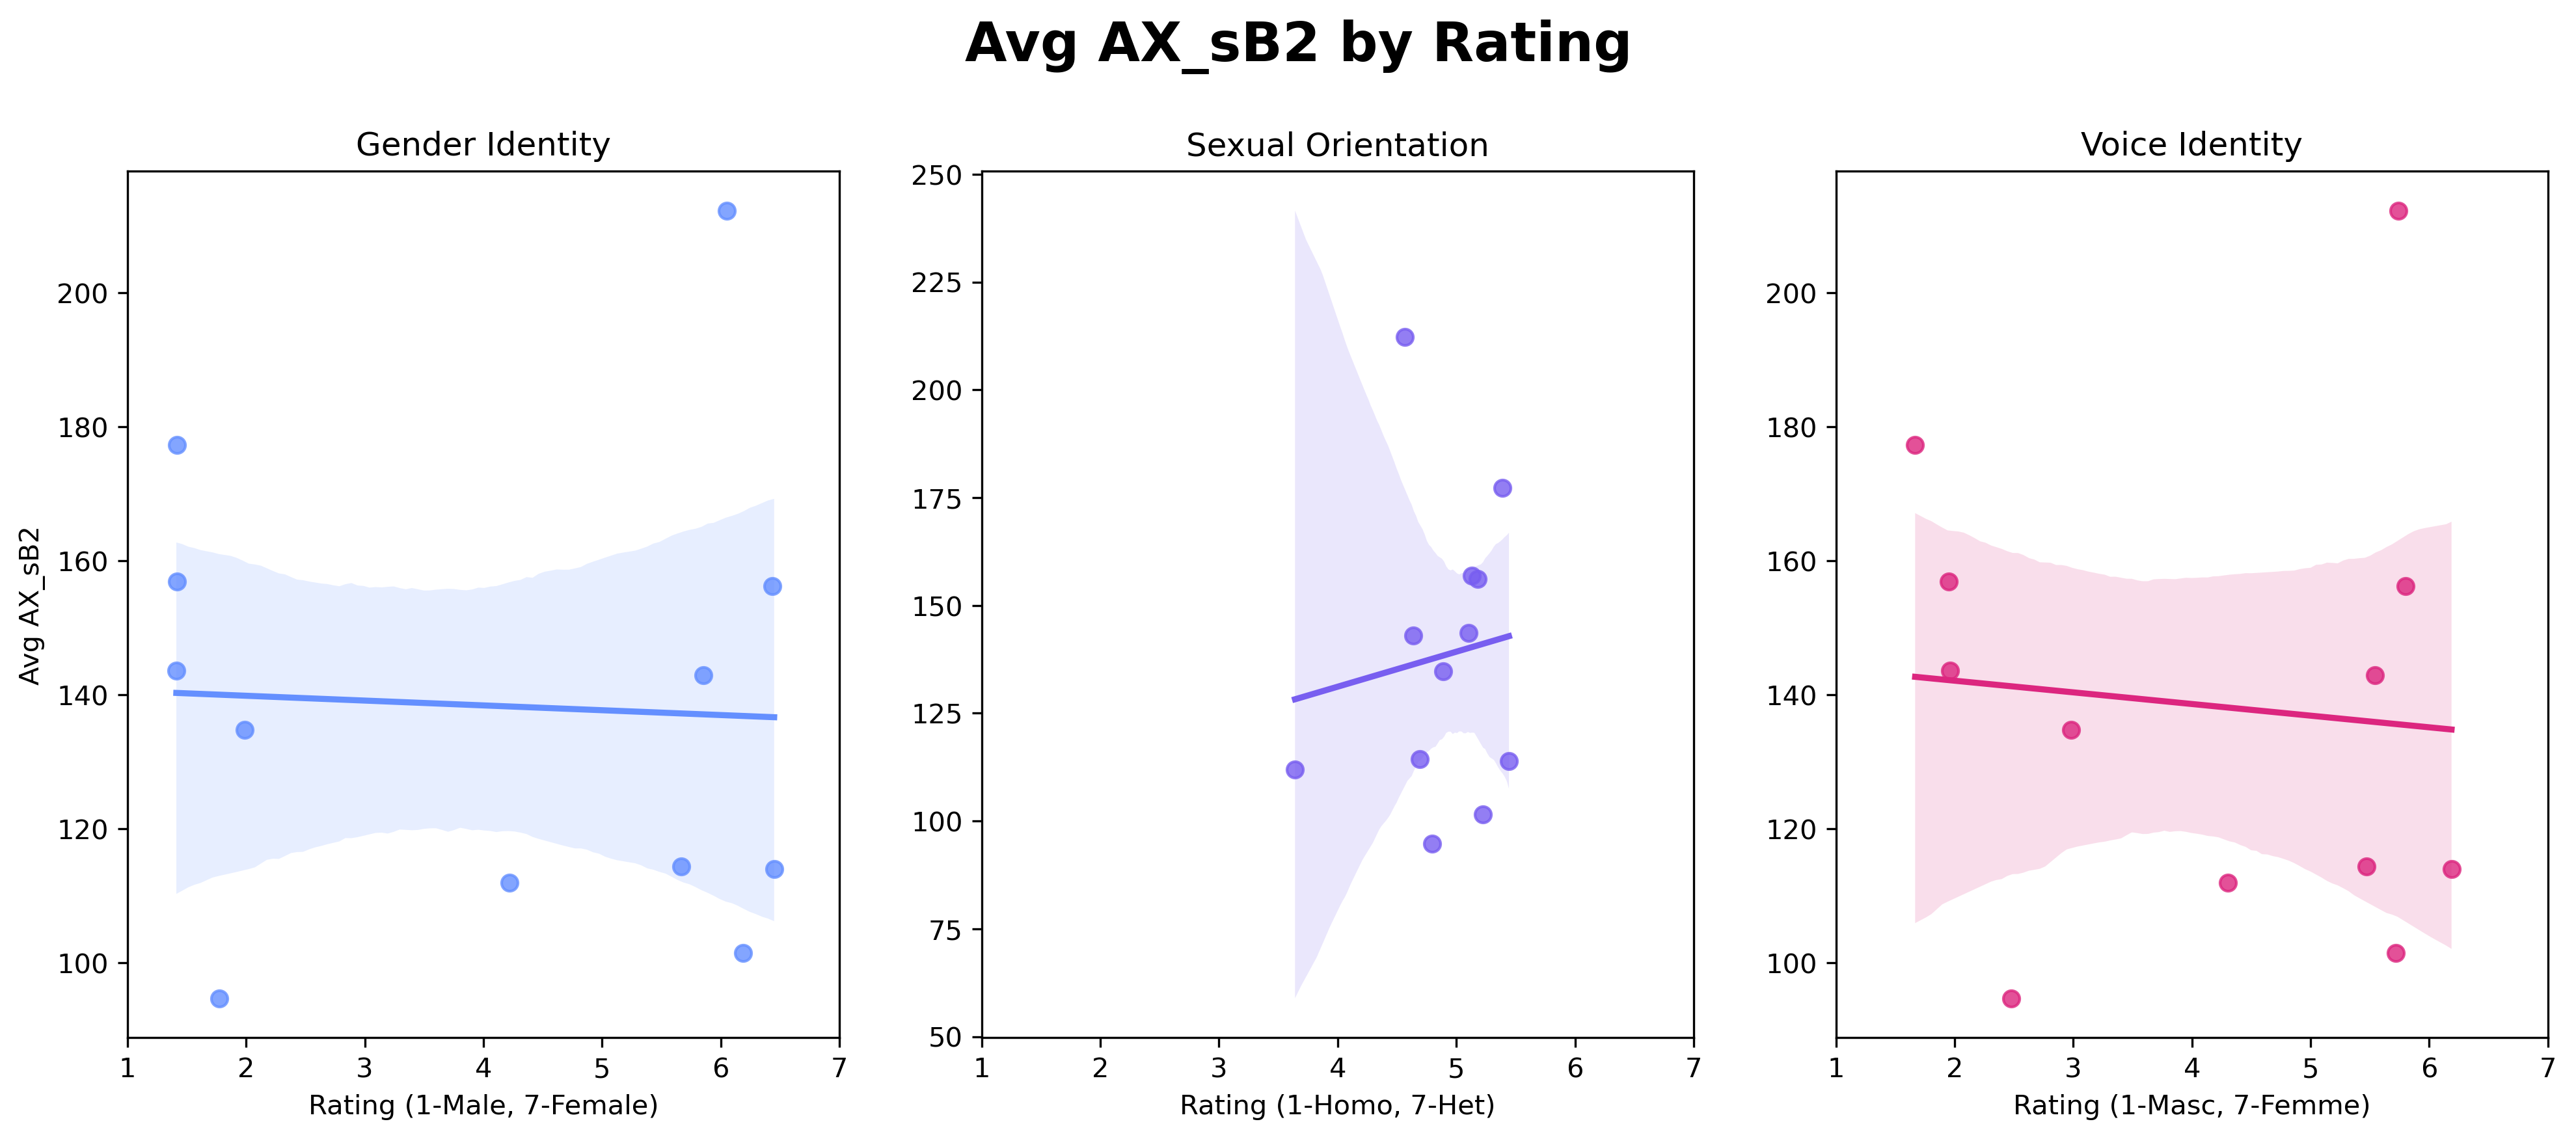 Avg AX_sB2 by Rating
Gender Identity
Sexual Orientation
Voice Identity
Avg AX_sB2
200
180
160
140
120
100
1 2 3 4 5 6 7
Rating (1-Male, 7-Female)
250
225
200
175
150
125
100
75
50
1 2 3 4 5 6 7
Rating (1-Homo, 7-Het)
200
180
160
140
120
100
1 2 3 4 5 6 7
Rating (1-Masc, 7-Femme)